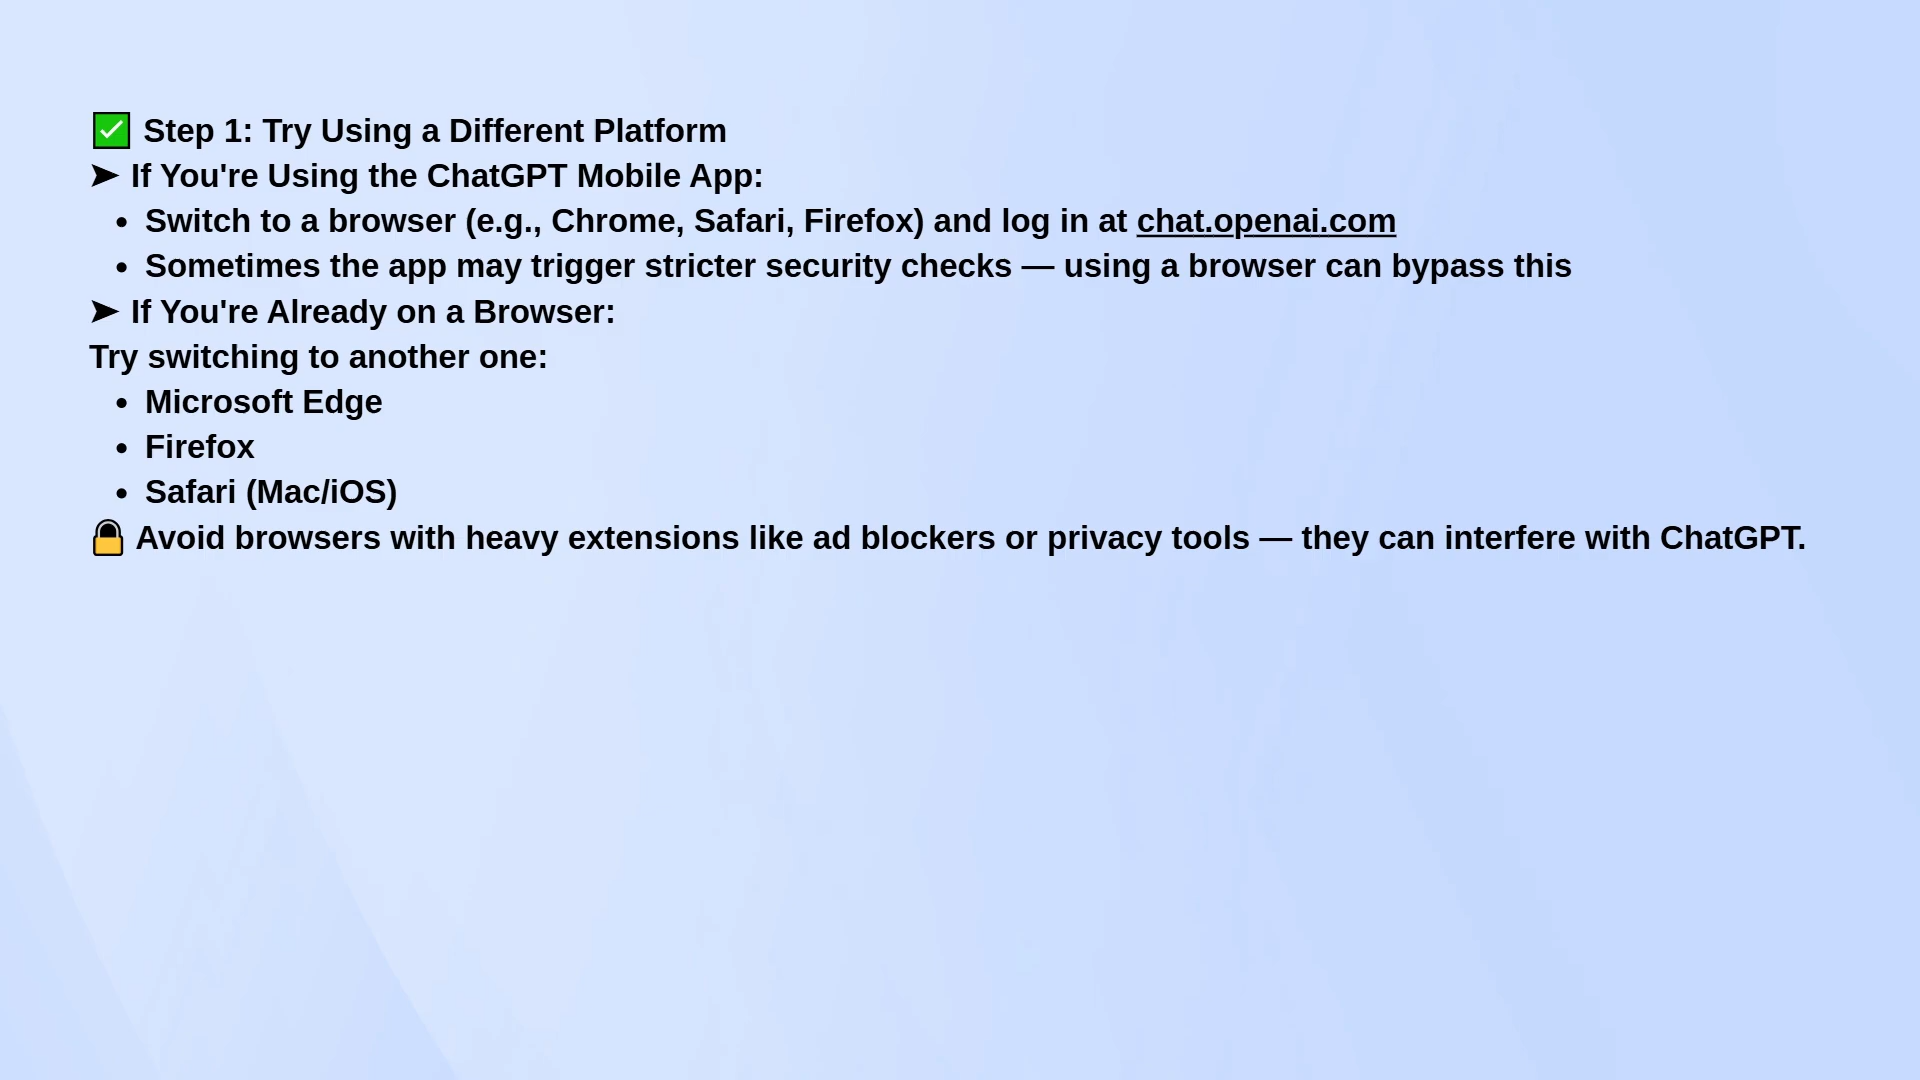 ✅ Step 1: Try Using a Different Platform
➤ If You're Using the ChatGPT Mobile App:
• Switch to a browser (e.g., Chrome, Safari, Firefox) and log in at chat.openai.com
• Sometimes the app may trigger stricter security checks — using a browser can bypass this
➤ If You're Already on a Browser:
Try switching to another one:
• Microsoft Edge
• Firefox
• Safari (Mac/iOS)
🔒 Avoid browsers with heavy extensions like ad blockers or privacy tools — they can interfere with ChatGPT.